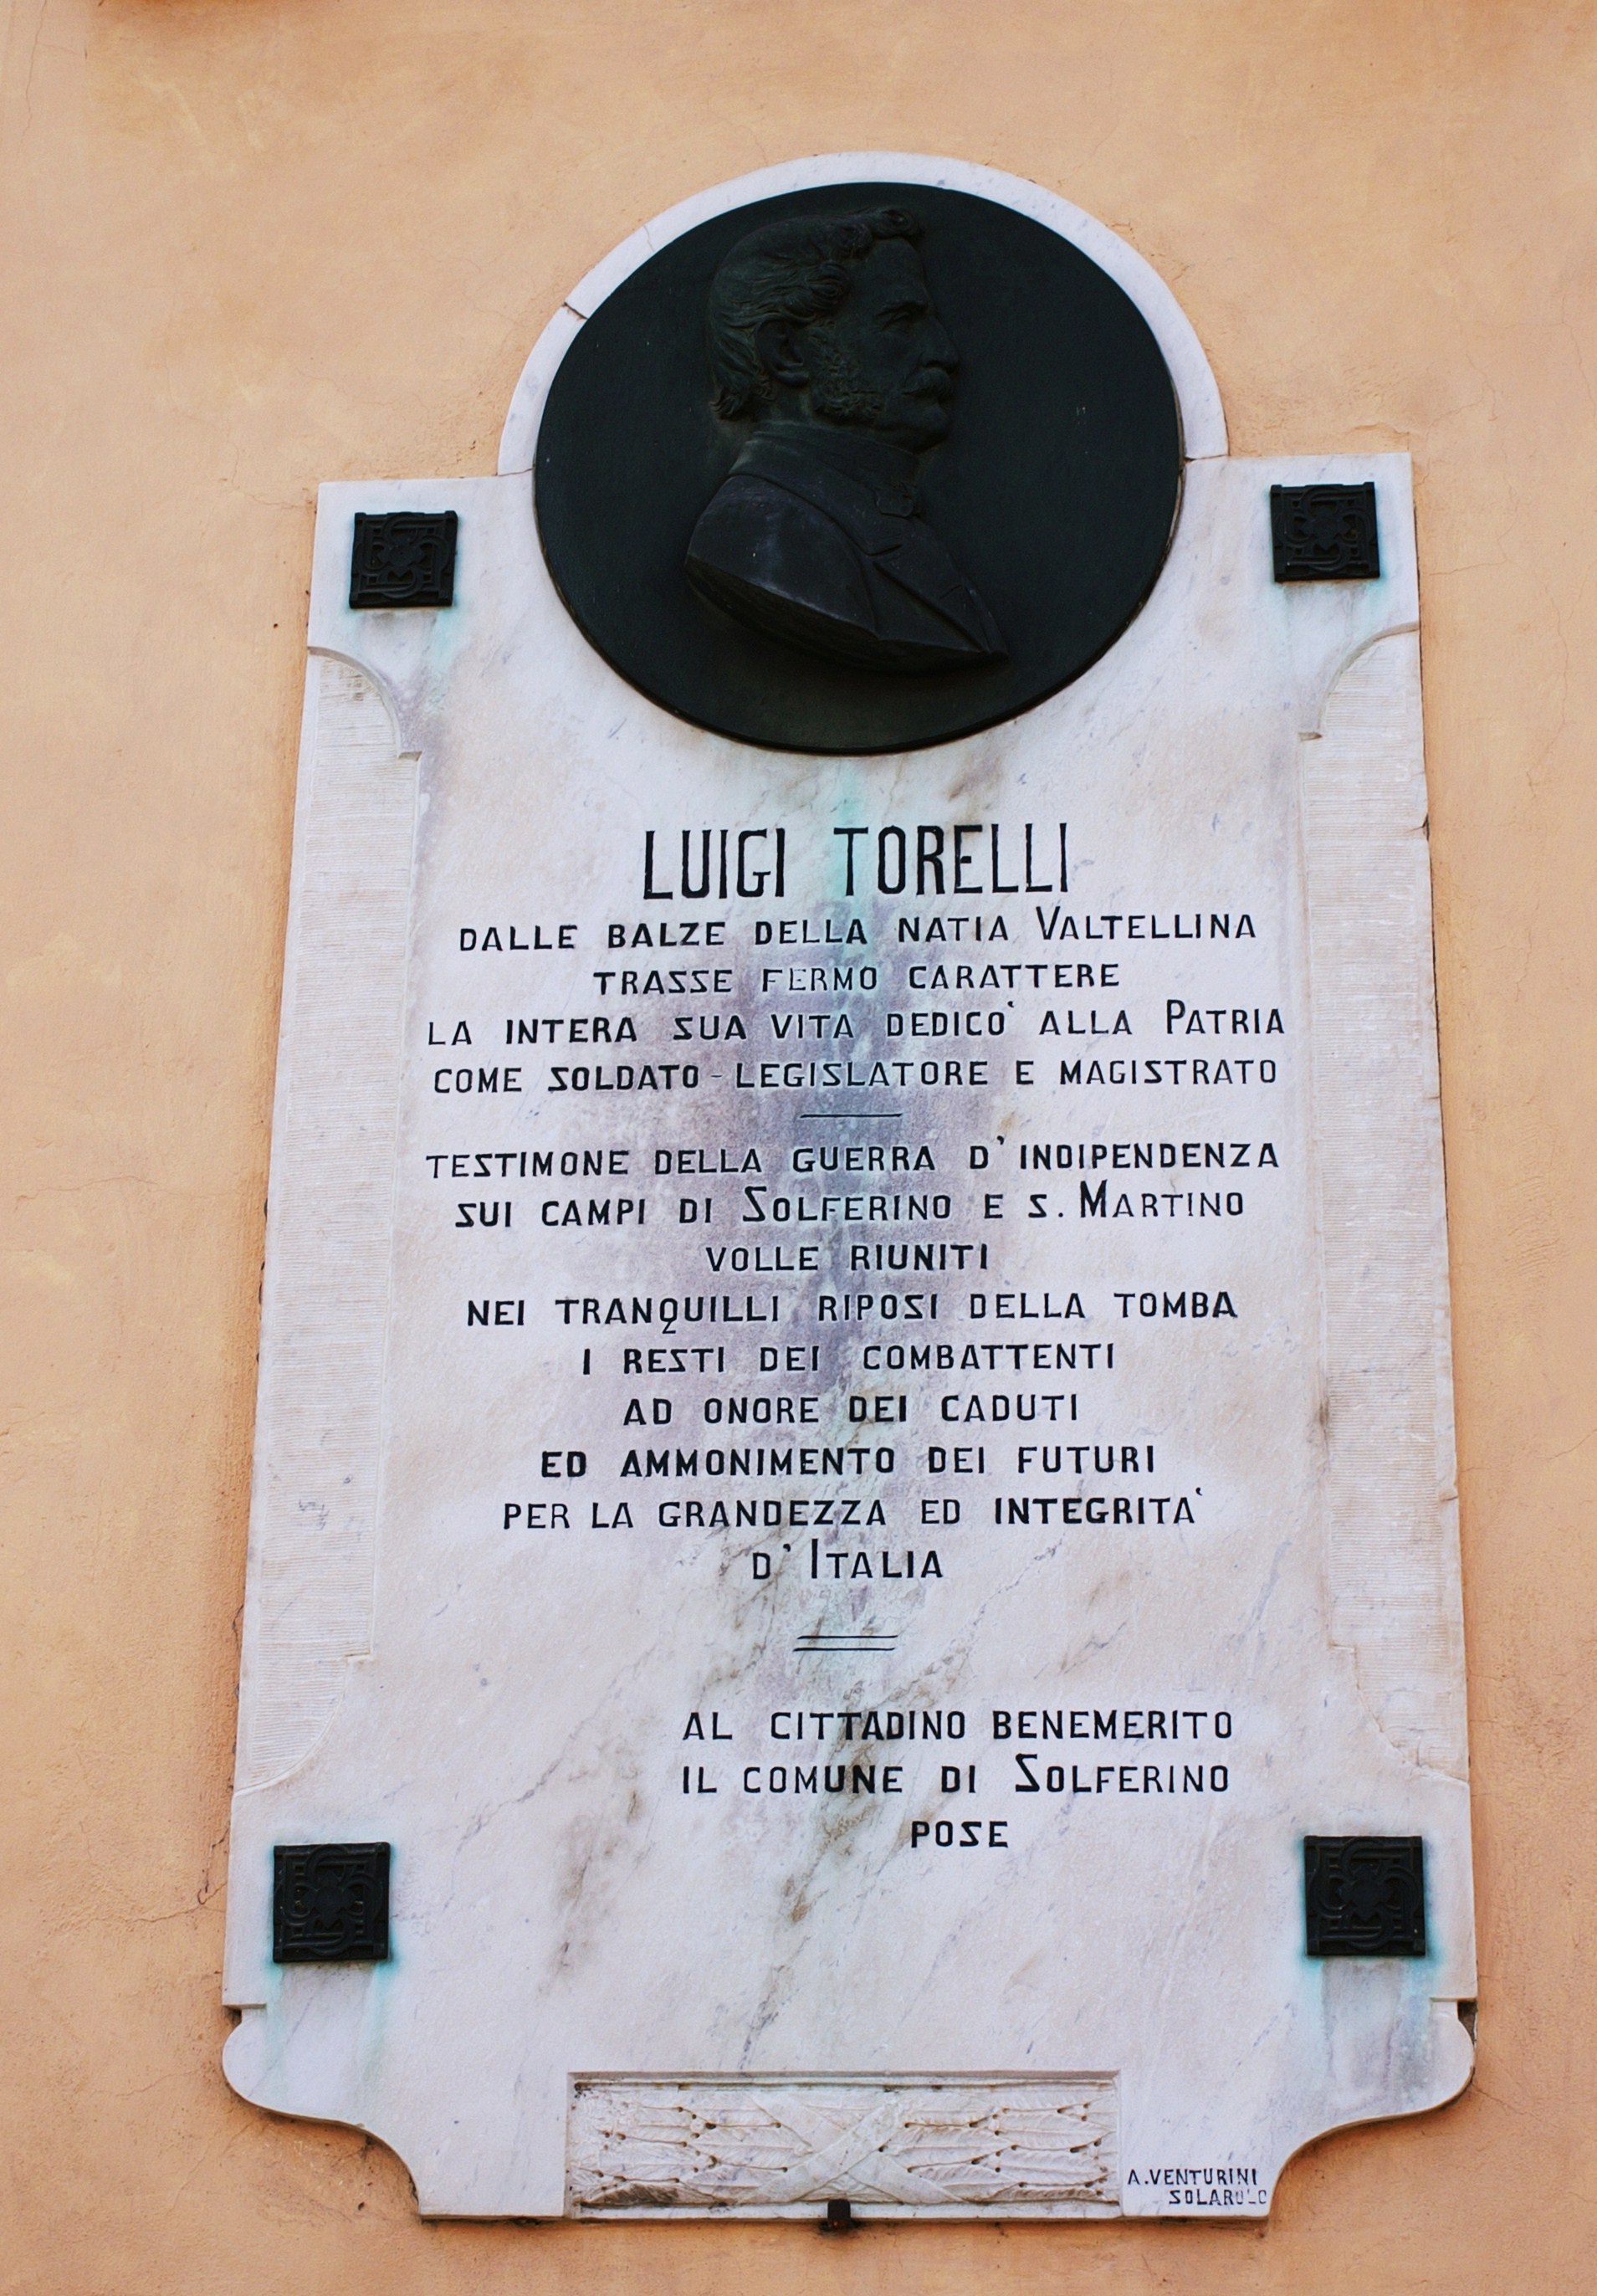 LUIGI TORELLI
DALLE BALZE DELLA NATIA VALTELLINA
TRASSE FERMO CARATTERE
LA INTERA SUA VITA DEDICO' ALLA PATRIA
COME SOLDATO - LEGISLATORE E MAGISTRATO
TESTIMONE DELLA GUERRA D'INDIPENDENZA
SUI CAMPI DI SOLFERINO E S. MARTINO
VOLLE RIUNITI
NEI TRANQUILLI RIPOSI DELLA TOMBA
I RESTI DEI COMBATTENTI
AD ONORE DEI CADUTI
ED AMMONIMENTO DEI FUTURI
PER LA GRANDEZZA ED INTEGRITA'
D'ITALIA
AL CITTADINO BENEMERITO
IL COMUNE DI SOLFERINO
POSE
A. VENTURINI
SOLAROLO